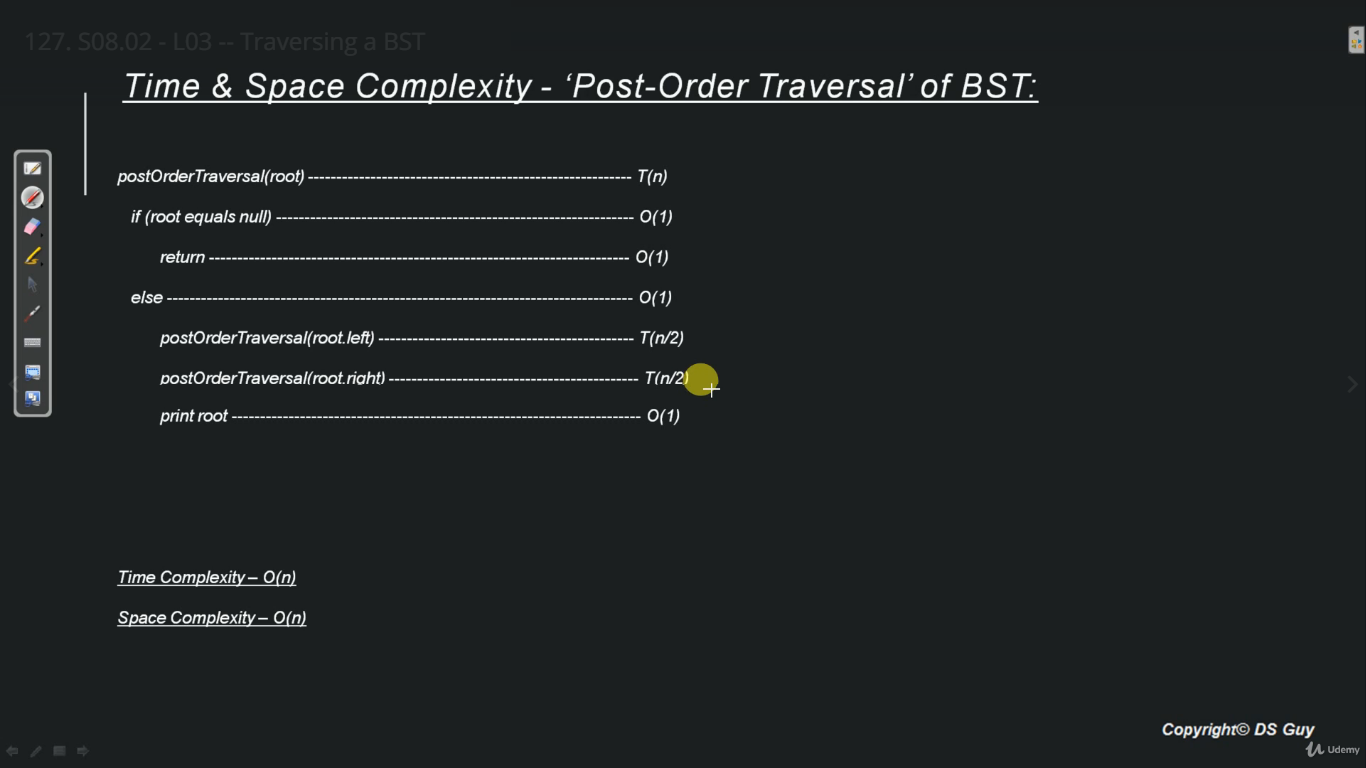 127. S08.02 - L03 -- Traversing a BST
Time & Space Complexity - ‘Post-Order Traversal’ of BST:
postOrderTraversal(root) --------------------------------------------------------- T(n)
if (root equals null) --------------------------------------------------------------- O(1)
return -------------------------------------------------------------------------- O(1)
else ---------------------------------------------------------------------------------- O(1)
postOrderTraversal(root.left) --------------------------------------------- T(n/2)
postOrderTraversal(root.right) -------------------------------------------- T(n/2)
print root ------------------------------------------------------------------------ O(1)
Time Complexity – O(n)
Space Complexity – O(n)
Copyright© DS Guy
Udemy